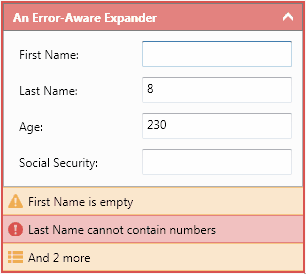 An Error-Aware Expander
First Name:
Last Name: 8
Age: 230
Social Security:
First Name is empty
Last Name cannot contain numbers
And 2 more